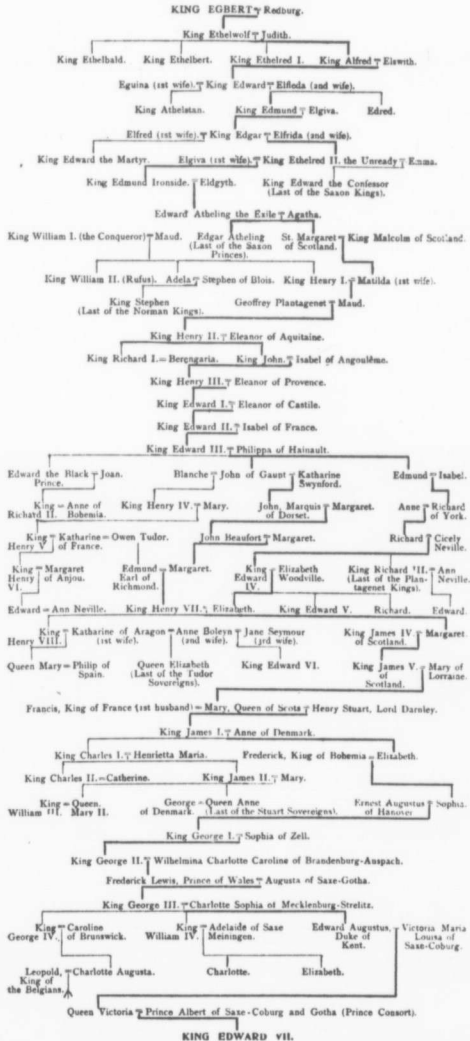 KING EGBERT Redburg.
King Ethelwolf Judith.
King Ethelbald. King Ethelbert. King Ethelred I. King Alfred Elswith.
Eguina (1st wife). King Edward Elfleda (2nd wife).
King Athelstan. King Edmund Elgiva. Edred.
Elfred (1st wife). King Edgar Elfrida (2nd wife).
King Edward the Martyr. Elgiva (1st wife). King Ethelred II. the Unready Emma.
King Edmund Ironside. Eldgyth. King Edward the Confessor
(Last of the Saxon Kings).
Edward Atheling the Exile Agatha.
King William I. (the Conqueror) Maud. Edgar Atheling St. Margaret King Malcolm of Scotland.
(Last of the Saxon of Scotland.
Princes).
King William II. (Rufus). Adela Stephen of Blois. King Henry I. Matilda (1st wife).
King Stephen Geoffrey Plantagenet Maud.
(Last of the Norman Kings).
King Henry II. Eleanor of Aquitaine.
King Richard I.=Berengaria. King John. Isabel of Angoulême.
King Henry III. Eleanor of Provence.
King Edward I. Eleanor of Castile.
King Edward II. Isabel of France.
King Edward III. Philippa of Hainault.
Edward the Black Joan. Blanche John of Gaunt Katharine Edmund Isabel.
Prince. Swynford.
King = Anne of King Henry IV. Mary. John, Marquis Margaret. Anne Richard
Richard II. Bohemia. of Dorset. of York.
King Katharine=Owen Tudor. John Beaufort Margaret. Richard Cicely
Henry V of France. Neville.
King Margaret Edmund Margaret. King Elizabeth King Richard III. Ann
Henry of Anjou. Earl of Edward Woodville. (Last of the Plan- Neville.
VI. Richmond. IV. tagenet Kings).
Edward=Ann Neville. King Henry VII. Elizabeth. King Edward V. Richard. Edward.
King Katharine of Aragon=Anne Boleyn Jane Seymour King James IV. Margaret.
Henry VIII. (1st wife). (2nd wife). (3rd wife). of Scotland.
Queen Mary=Philip of Queen Elizabeth King Edward VI. King James V. Mary of
Spain. (Last of the Tudor of Lorraine.
Sovereigns). Scotland.
Francis, King of France (1st husband)=Mary, Queen of Scots Henry Stuart, Lord Darnley.
King James I. Anne of Denmark.
King Charles I. Henrietta Maria. Frederick, King of Bohemia = Elizabeth.
King Charles II.=Catherine. King James II. Mary.
King = Queen. George = Queen Anne Ernest Augustus Sophia.
William III. Mary II. of Denmark. (Last of the Stuart Sovereigns). of Hanover
King George I. Sophia of Zell.
King George II. Wilhelmina Charlotte Caroline of Brandenburg-Auspach.
Frederick Lewis, Prince of Wales Augusta of Saxe-Gotha.
King George III. Charlotte Sophia of Mecklenburg-Strelitz.
King Caroline King Adelaide of Saxe Edward Augustus, Victoria Maria
George IV. of Brunswick. William IV. Meiningen. Duke of Louisa of
Kent. Saxe-Coburg.
Leopold, Charlotte Augusta. Charlotte. Elizabeth.
King of
the Belgians.
Queen Victoria Prince Albert of Saxe-Coburg and Gotha (Prince Consort).
KING EDWARD VII.